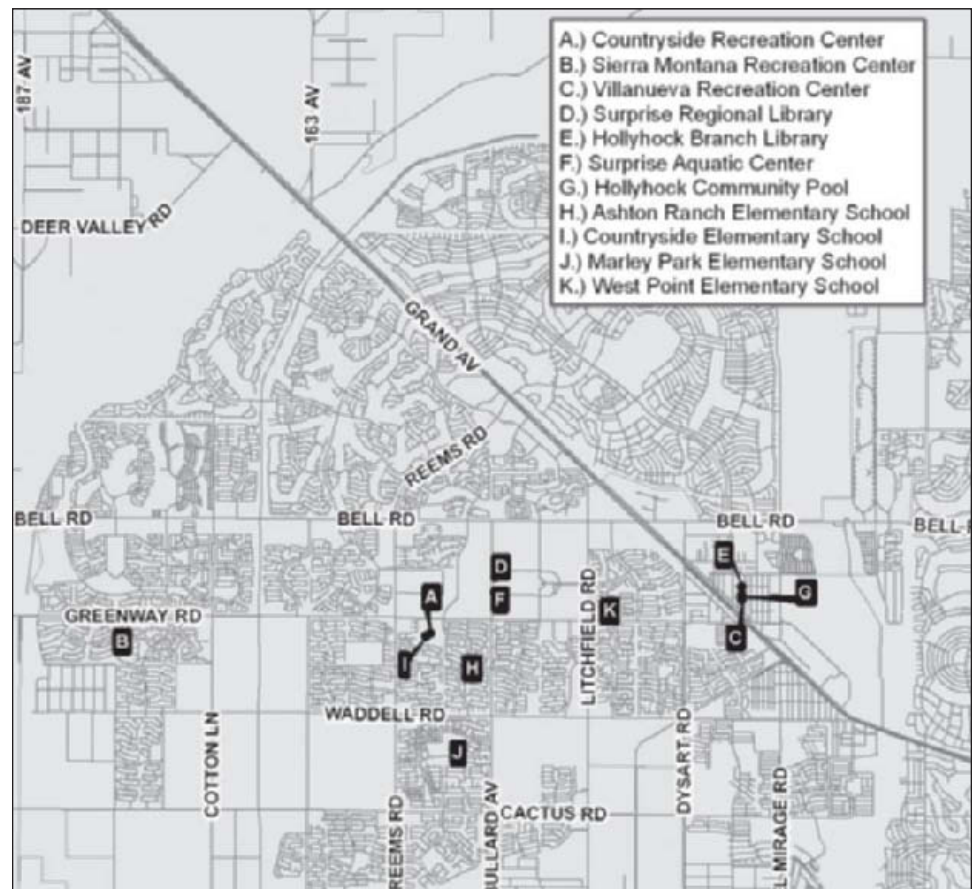 A.) Countryside Recreation Center
B.) Sierra Montana Recreation Center
C.) Villanueva Recreation Center
D.) Surprise Regional Library
E.) Hollyhock Branch Library
F.) Surprise Aquatic Center
G.) Hollyhock Community Pool
H.) Ashton Ranch Elementary School
I.) Countryside Elementary School
J.) Marley Park Elementary School
K.) West Point Elementary School
187 AV
163 AV
DEER VALLEY RD
GRAND AV
REEMS RD
BELL RD
BELL RD
BELL RD
BELL R
E
D
A
F
G
GREENWAY RD
K
B
C
I
H
LITCHFIELD RD
WADDELL RD
COTTON LN
J
DYSART RD
REEMS RD
BULLARD AV
CACTUS RD
L MIRAGE RD